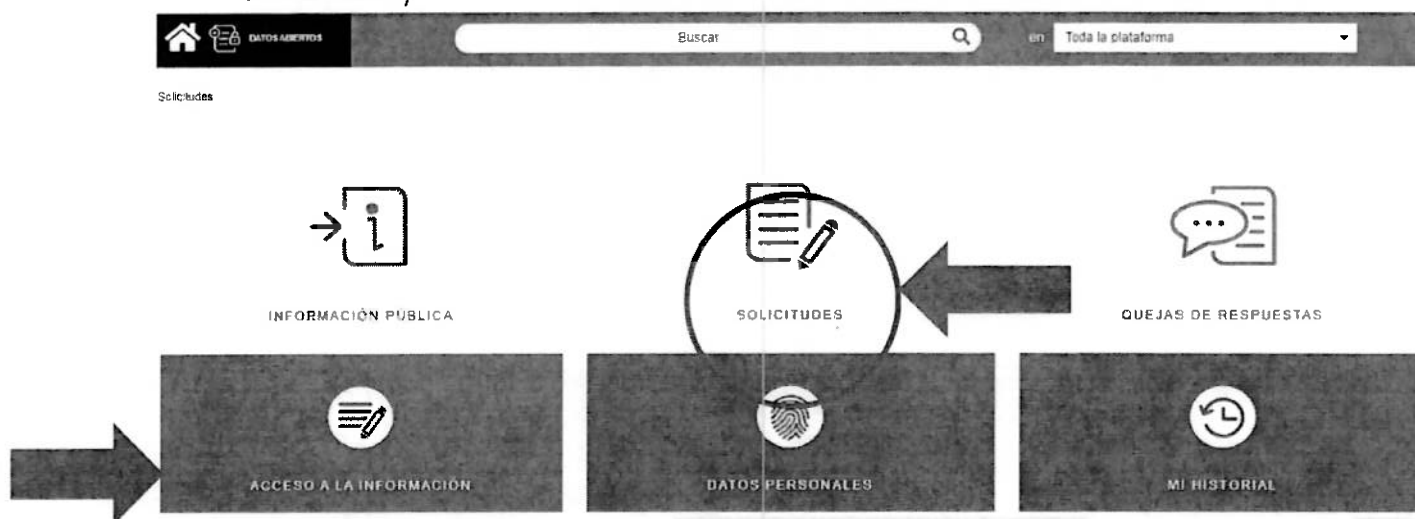 DATOS ABIERTOS
Buscar
en Toda la plataforma
Solicitudes
INFORMACIÓN PÚBLICA
SOLICITUDES
QUEJAS DE RESPUESTAS
ACCESO A LA INFORMACIÓN
DATOS PERSONALES
MI HISTORIAL